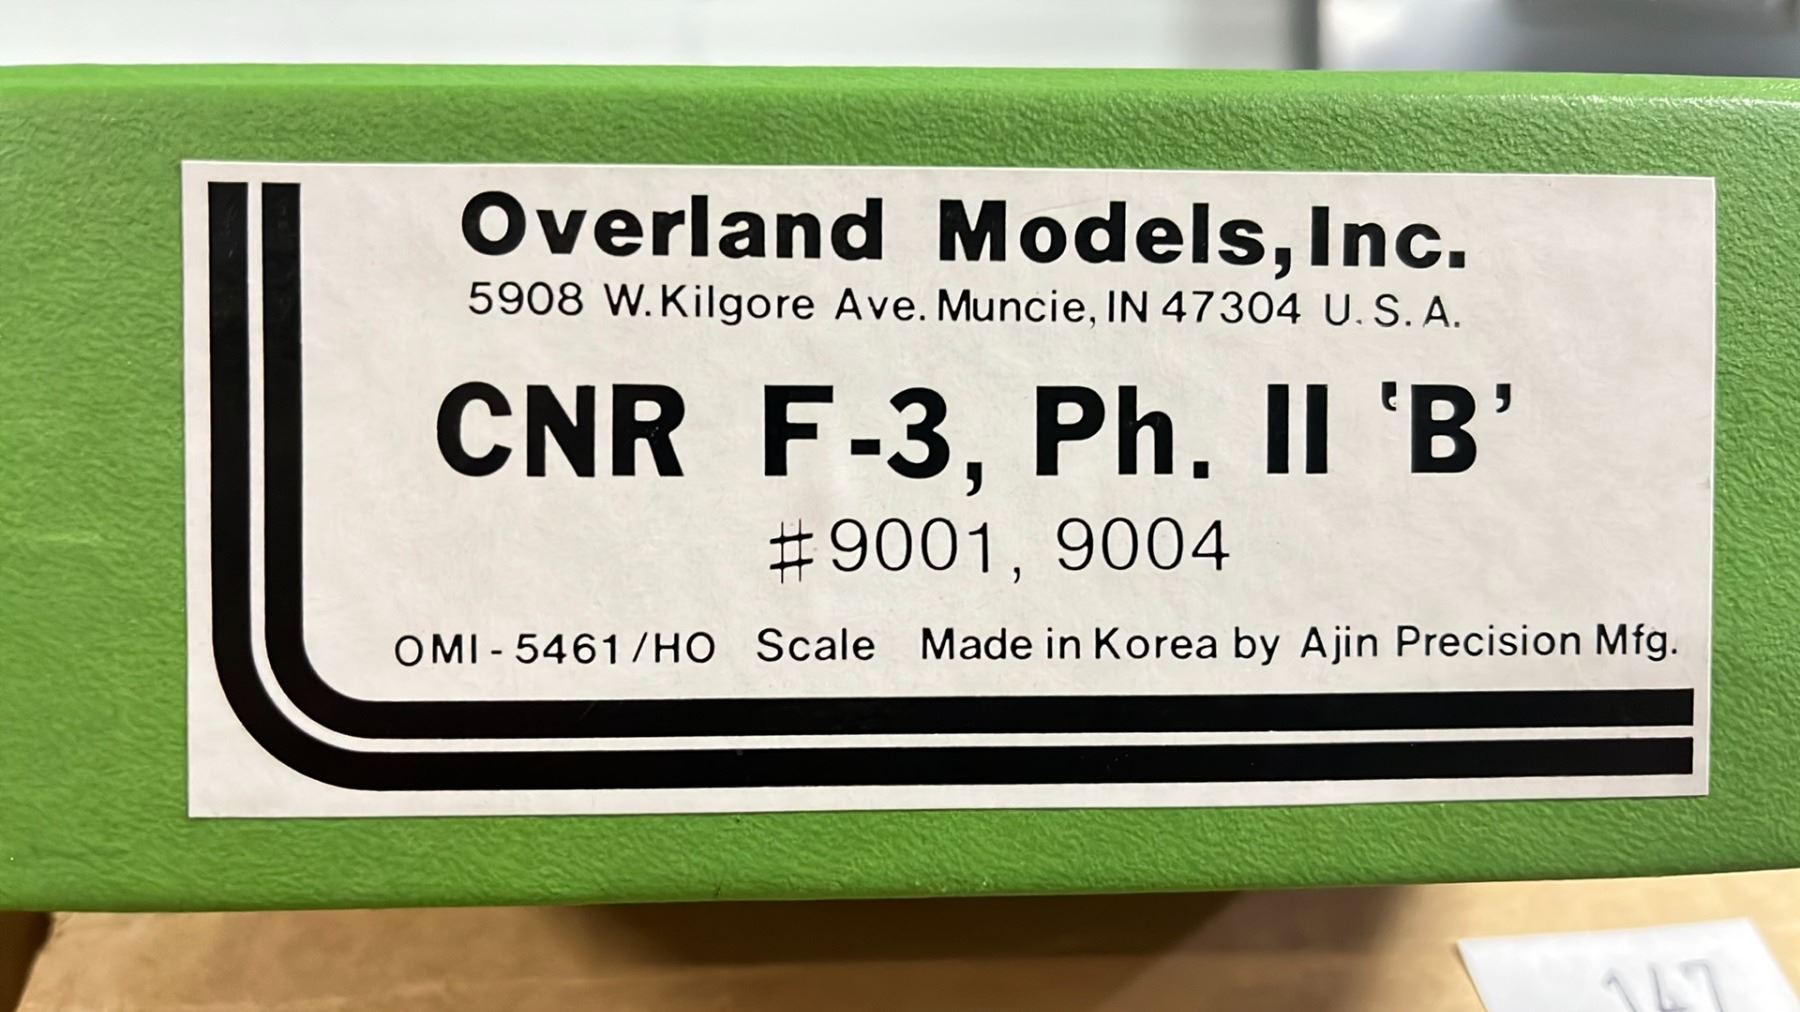 Overland Models, Inc.
5908 W. Kilgore Ave. Muncie, IN 47304 U.S.A.
CNR F-3, Ph. II 'B'
#9001, 9004
OMI-5461/HO Scale Made in Korea by Ajin Precision Mfg.
147